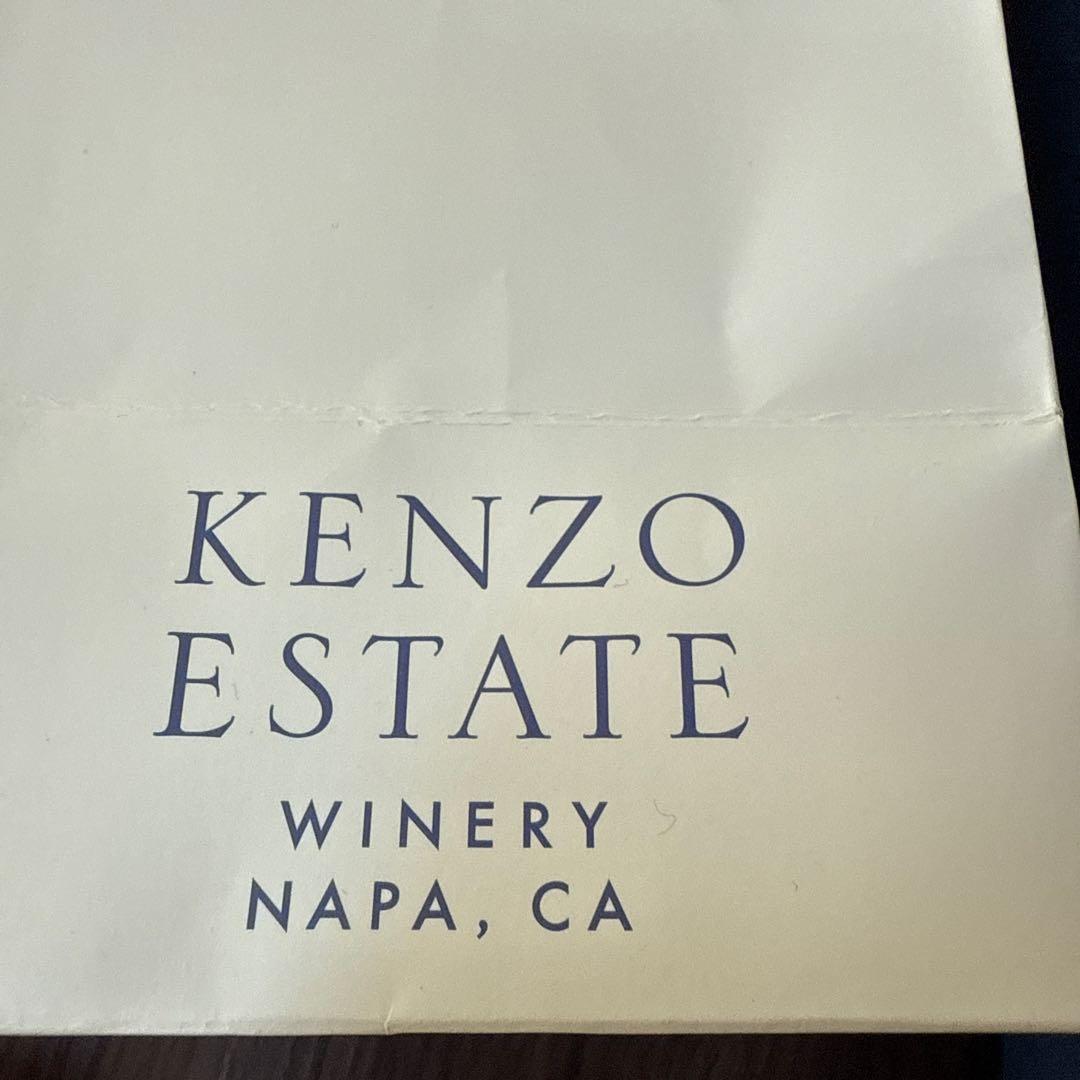 KENZO
ESTATE
WINERY
NAPA, CA